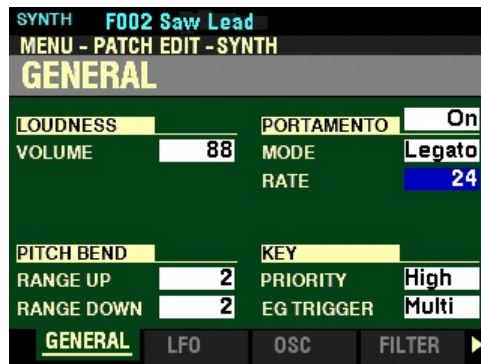 SYNTH F002 Saw Lead
MENU - PATCH EDIT - SYNTH
GENERAL
LOUDNESS
VOLUME 88
PORTAMENTO On
MODE Legato
RATE 24
PITCH BEND
RANGE UP 2
RANGE DOWN 2
KEY
PRIORITY High
EG TRIGGER Multi
GENERAL LFO OSC FILTER